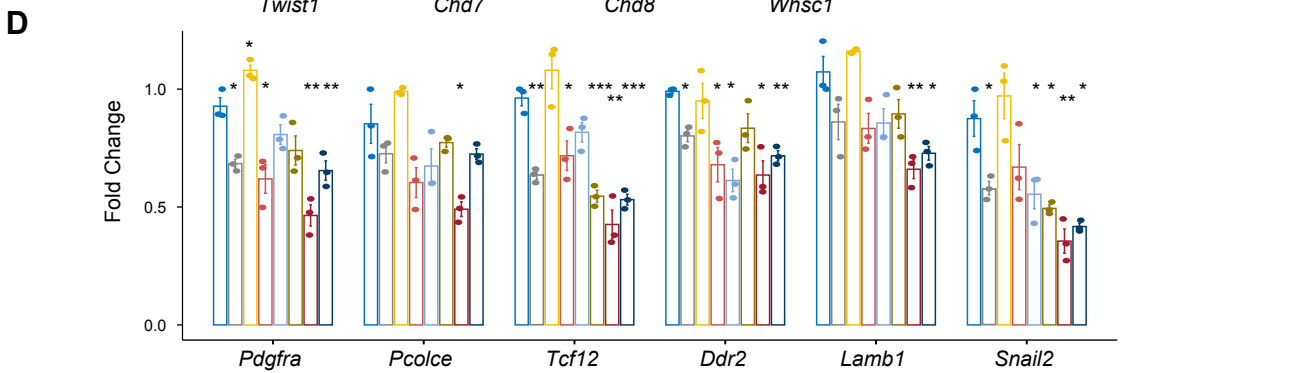 Twist1 Chd7 Chd8 Whsc1
D
Fold Change
1.0
0.5
0.0
* * * ** ** * ** * *** ** *** * * * * ** ** * * * * ** *
Pdgfra Pcolce Tcf12 Ddr2 Lamb1 Snail2